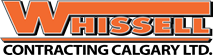 WHISSELL
CONTRACTING CALGARY LTD